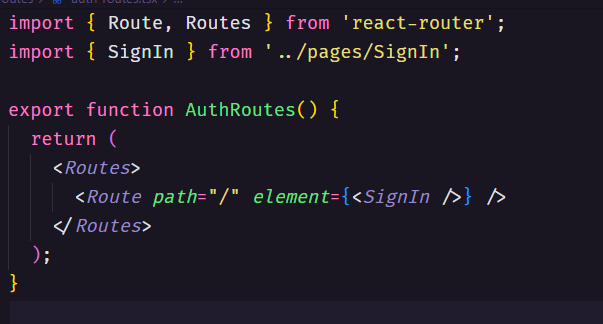 import { Route, Routes } from 'react-router';
import { SignIn } from '../pages/SignIn';

export function AuthRoutes() {
  return (
    <Routes>
      <Route path="/" element={<SignIn />} />
    </Routes>
  );
}